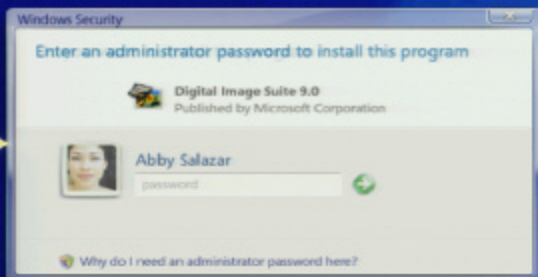 Windows Security
Enter an administrator password to install this program
Digital Image Suite 9.0
Published by Microsoft Corporation
Abby Salazar
password
Why do I need an administrator password here?